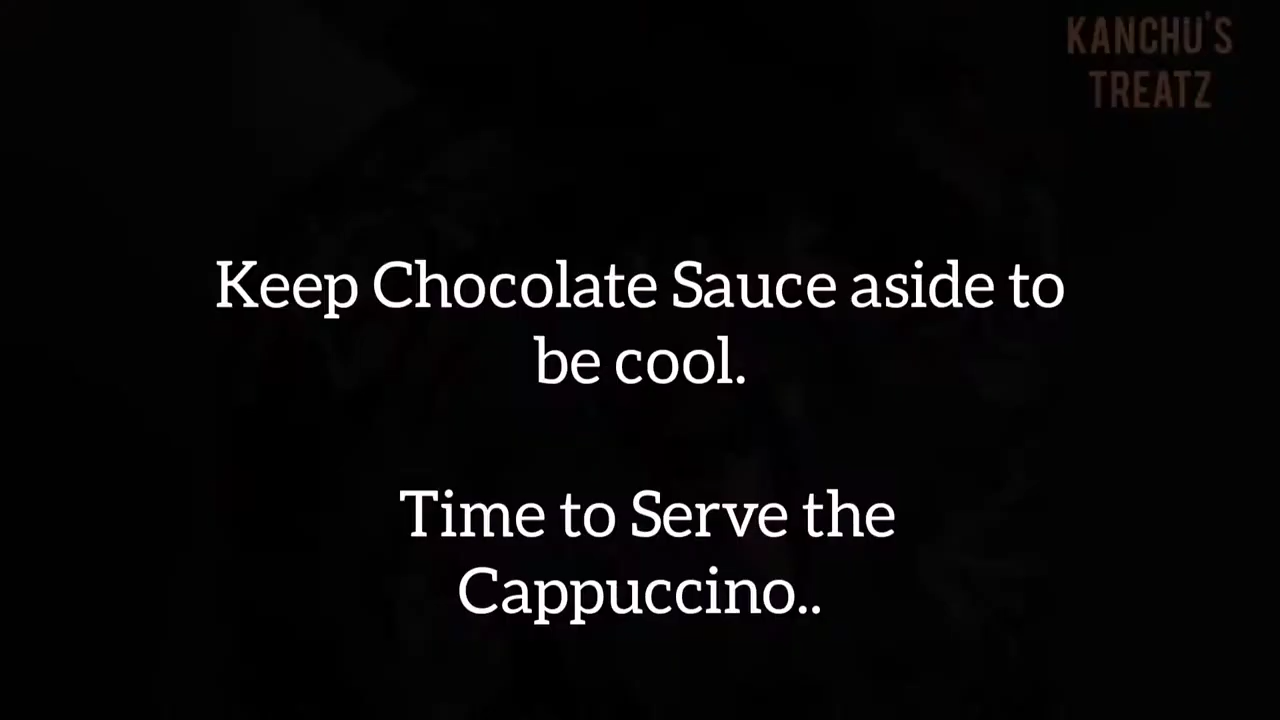 KANCHU'S
TREATZ
Keep Chocolate Sauce aside to
be cool.
Time to Serve the
Cappuccino..